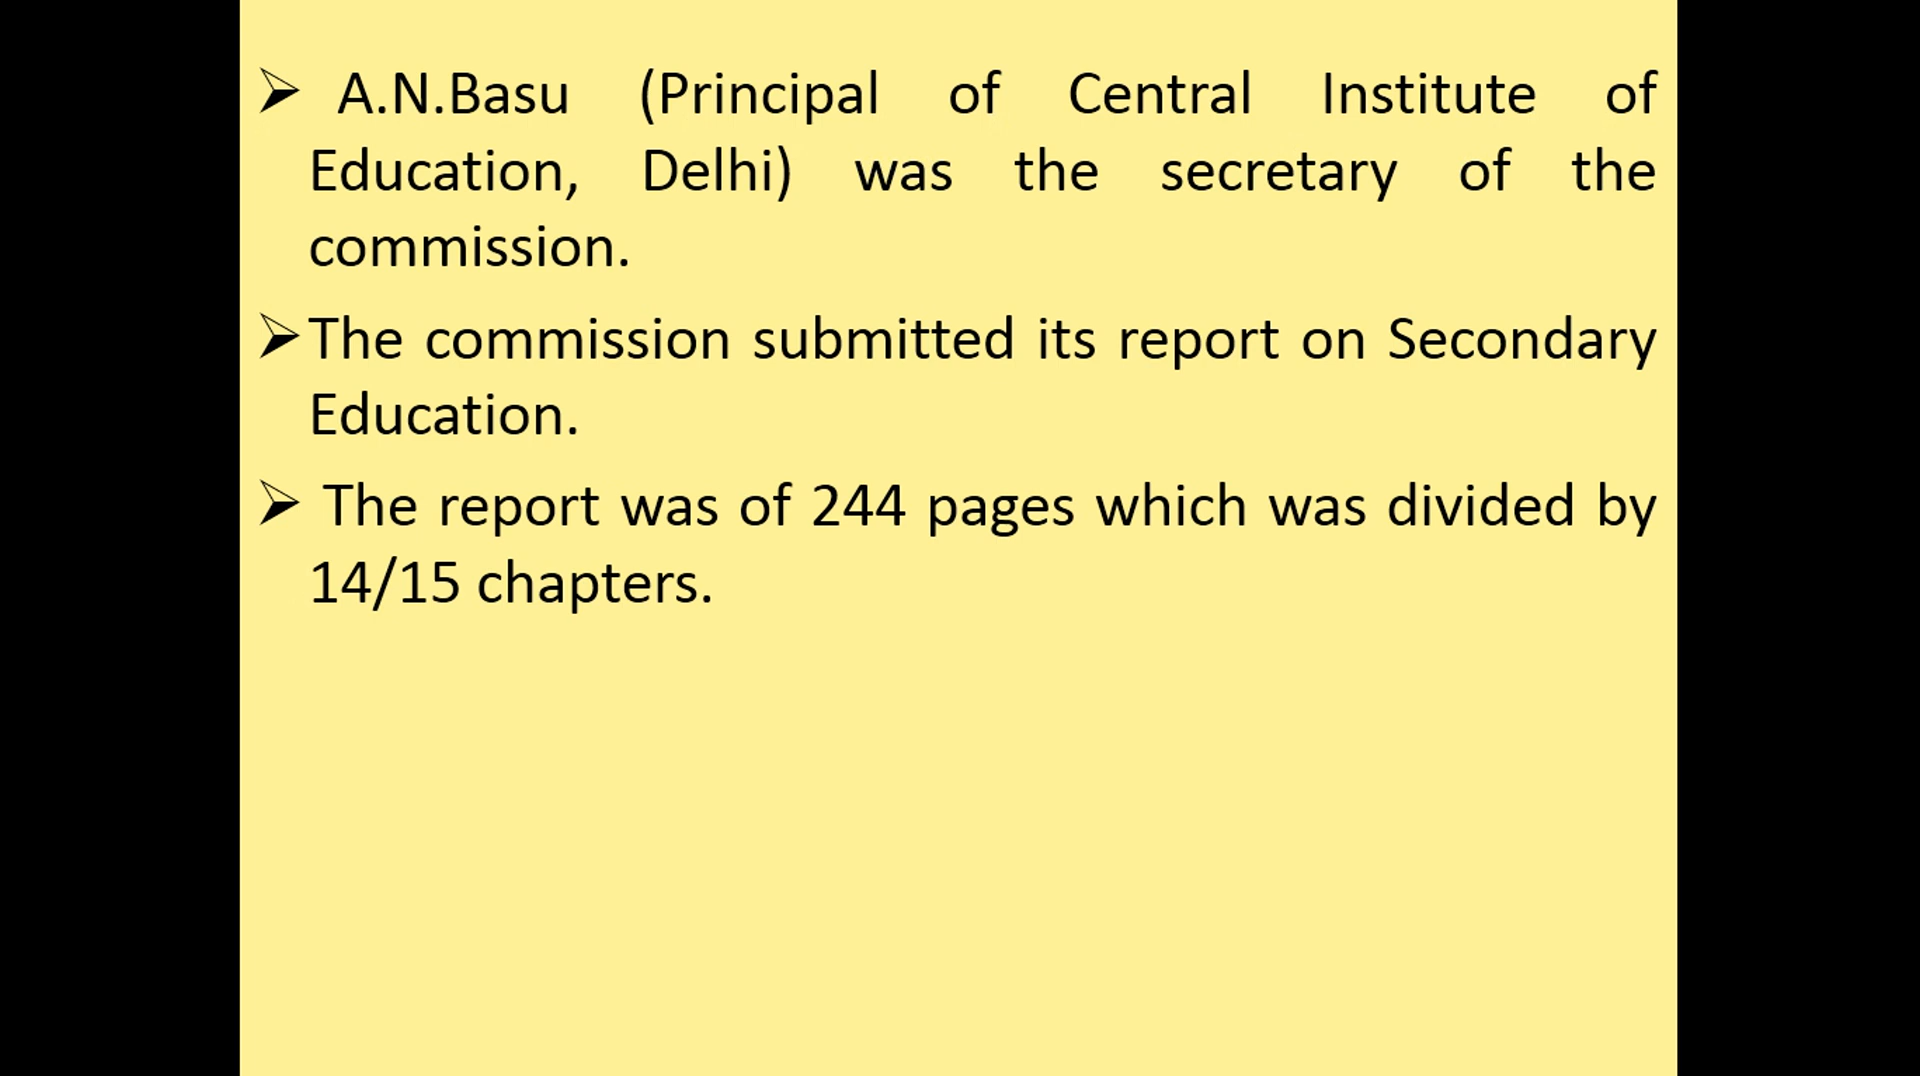 ➢ A.N.Basu (Principal of Central Institute of
Education, Delhi) was the secretary of the
commission.
➢The commission submitted its report on Secondary
Education.
➢ The report was of 244 pages which was divided by
14/15 chapters.